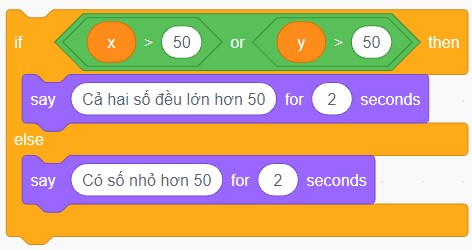 if x > 50 or y > 50 then
say Cả hai số đều lớn hơn 50 for 2 seconds
else
say Có số nhỏ hơn 50 for 2 seconds